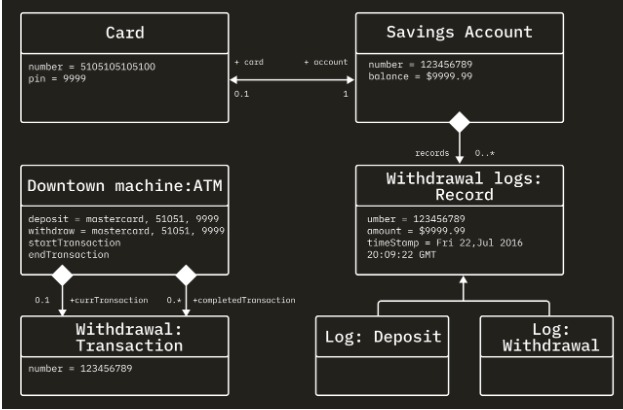 Card
number = 5105105105100
pin = 9999
+ card
+ account
0.1
1
Savings Account
number = 123456789
balance = $9999.99
records
0..*
Downtown machine:ATM
deposit = mastercard, 51051, 9999
withdraw = mastercard, 51051, 9999
startTransaction
endTransaction
Withdrawal logs:
Record
umber = 123456789
amount = $9999.99
timeStamp = Fri 22,Jul 2016
20:09:22 GMT
0.1
+currTransaction
0.*
+completedTransaction
Withdrawal:
Transaction
number = 123456789
Log: Deposit
Log:
Withdrawal